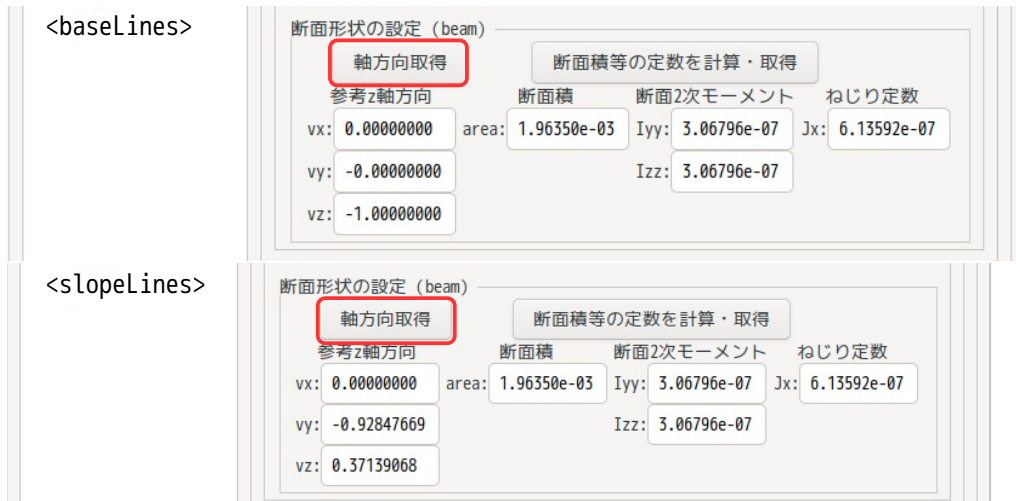 <baseLines>
断面形状の設定 (beam)
軸方向取得 断面積等の定数を計算・取得
参考z軸方向 断面積 断面2次モーメント ねじり定数
vx: 0.00000000 area: 1.96350e-03 Iyy: 3.06796e-07 Jx: 6.13592e-07
vy: -0.00000000 Izz: 3.06796e-07
vz: -1.00000000
<slopeLines>
断面形状の設定 (beam)
軸方向取得 断面積等の定数を計算・取得
参考z軸方向 断面積 断面2次モーメント ねじり定数
vx: 0.00000000 area: 1.96350e-03 Iyy: 3.06796e-07 Jx: 6.13592e-07
vy: -0.92847669 Izz: 3.06796e-07
vz: 0.37139068